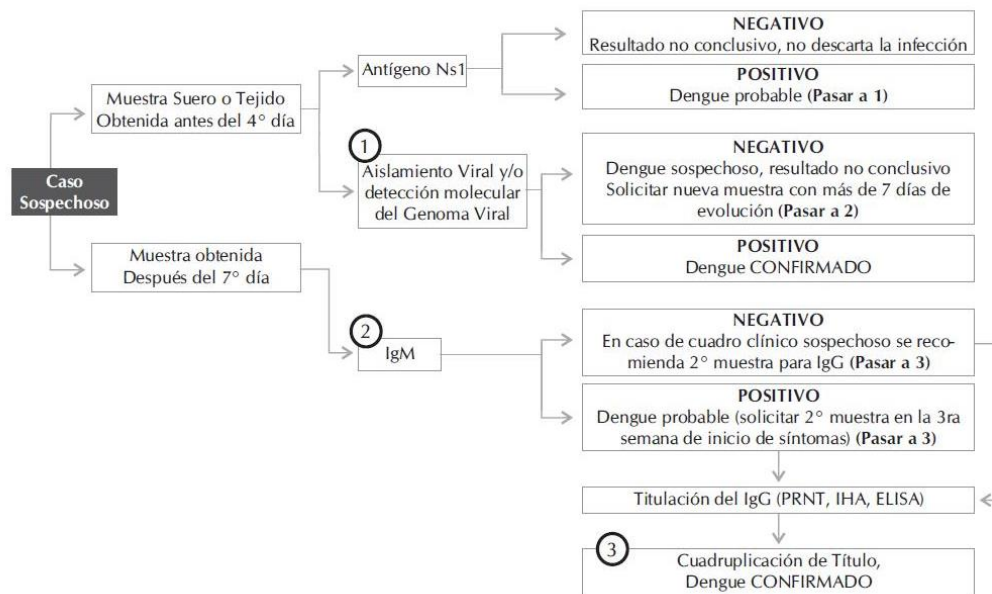 Caso
Sospechoso
Muestra Suero o Tejido
Obtenida antes del 4° día
Antígeno Ns1
NEGATIVO
Resultado no conclusivo, no descarta la infección
POSITIVO
Dengue probable (Pasar a 1)
1
Aislamiento Viral y/o
detección molecular
del Genoma Viral
NEGATIVO
Dengue sospechoso, resultado no conclusivo
Solicitar nueva muestra con más de 7 días de
evolución (Pasar a 2)
POSITIVO
Dengue CONFIRMADO
Muestra obtenida
Después del 7° día
2
IgM
NEGATIVO
En caso de cuadro clínico sospechoso se reco-
mienda 2° muestra para IgG (Pasar a 3)
POSITIVO
Dengue probable (solicitar 2° muestra en la 3ra
semana de inicio de síntomas) (Pasar a 3)
Titulación del IgG (PRNT, IHA, ELISA)
3
Cuadruplicación de Título,
Dengue CONFIRMADO